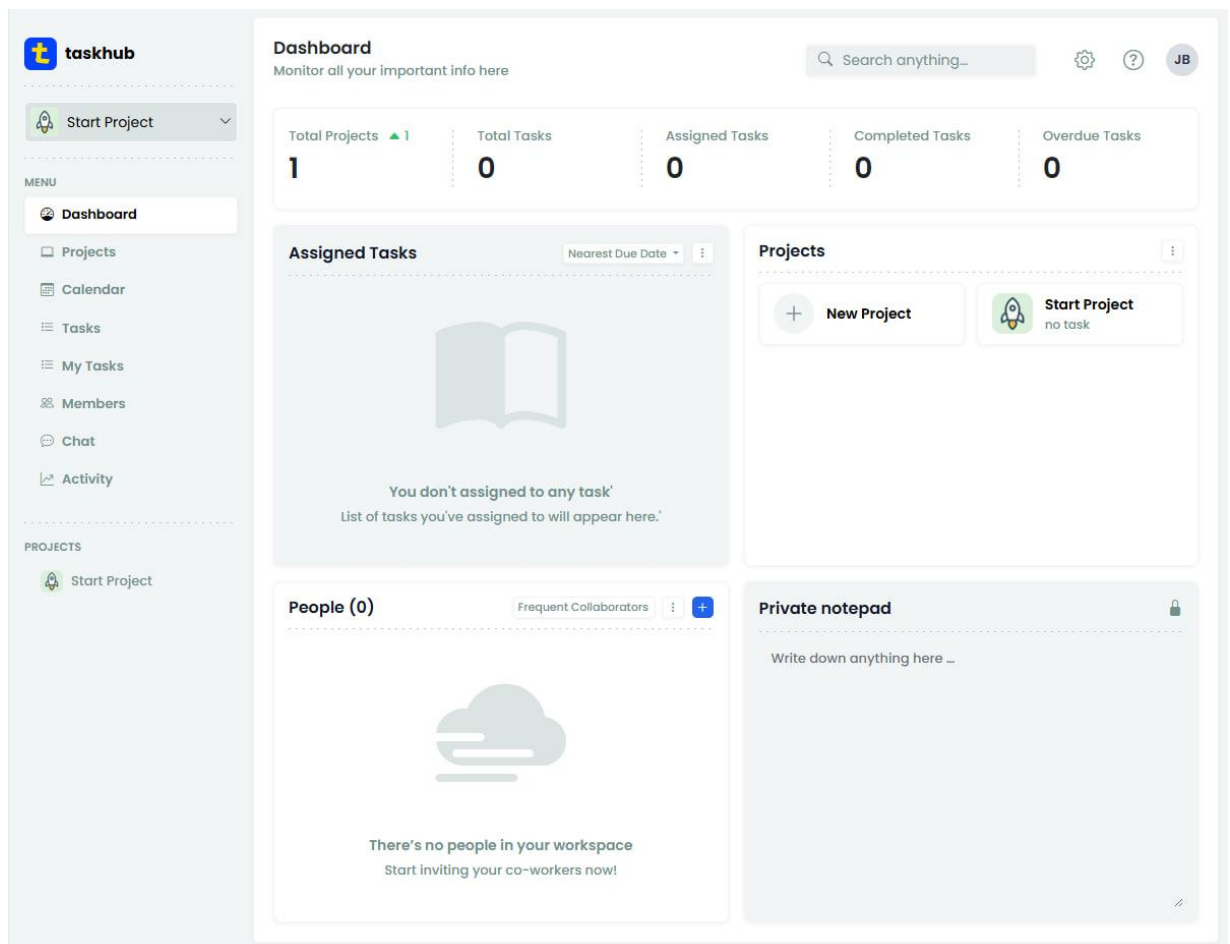 t taskhub
Start Project
MENU
Dashboard
Projects
Calendar
Tasks
My Tasks
Members
Chat
Activity
PROJECTS
Start Project
Dashboard
Monitor all your important info here
Search anything...
?
JB
Total Projects 1
1
Total Tasks
0
Assigned Tasks
0
Completed Tasks
0
Overdue Tasks
0
Assigned Tasks
Nearest Due Date
You don't assigned to any task'
List of tasks you've assigned to will appear here.'
Projects
New Project
Start Project
no task
People (0)
Frequent Collaborators
+
There's no people in your workspace
Start inviting your co-workers now!
Private notepad
Write down anything here ...